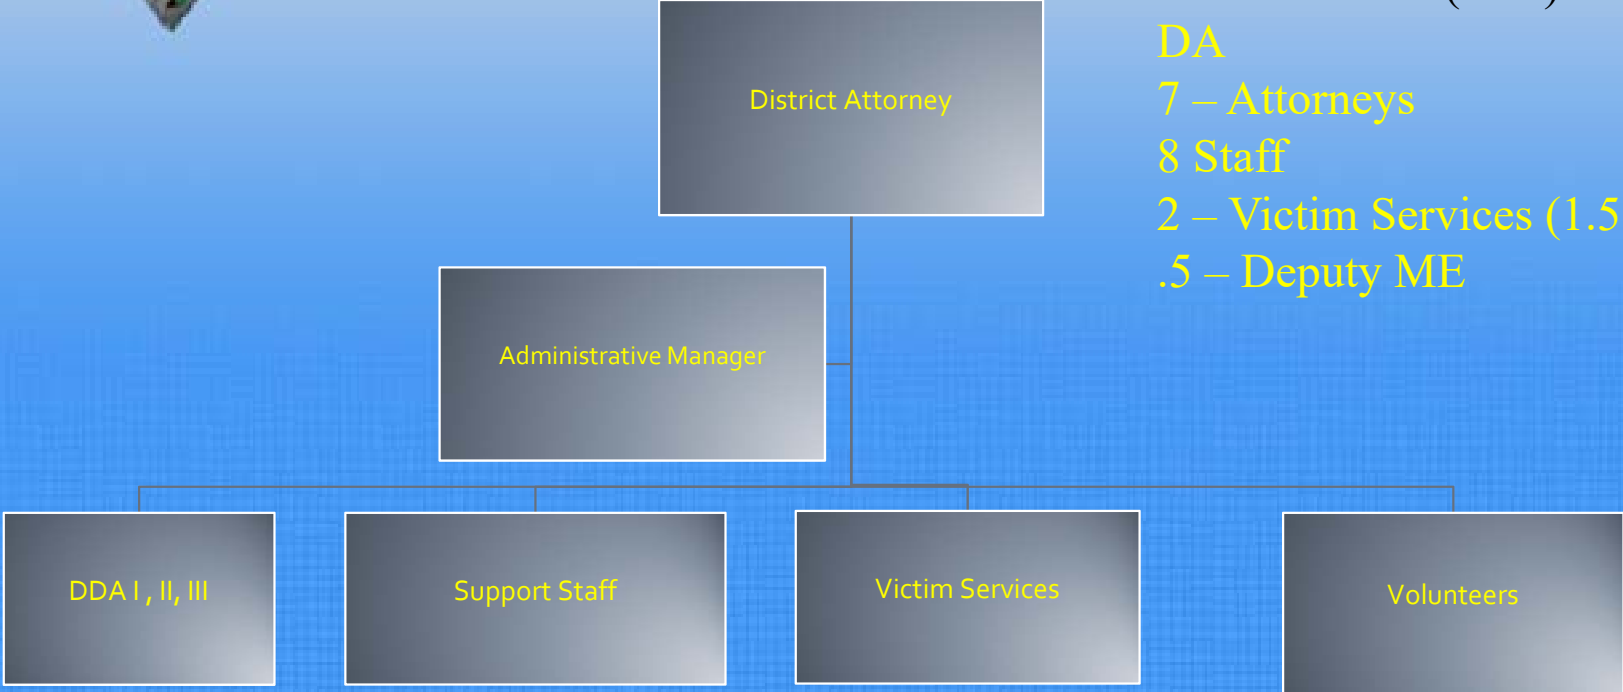 DA
7 – Attorneys
8 Staff
2 – Victim Services (1.5
.5 – Deputy ME
District Attorney
Administrative Manager
DDA I , II, III
Support Staff
Victim Services
Volunteers